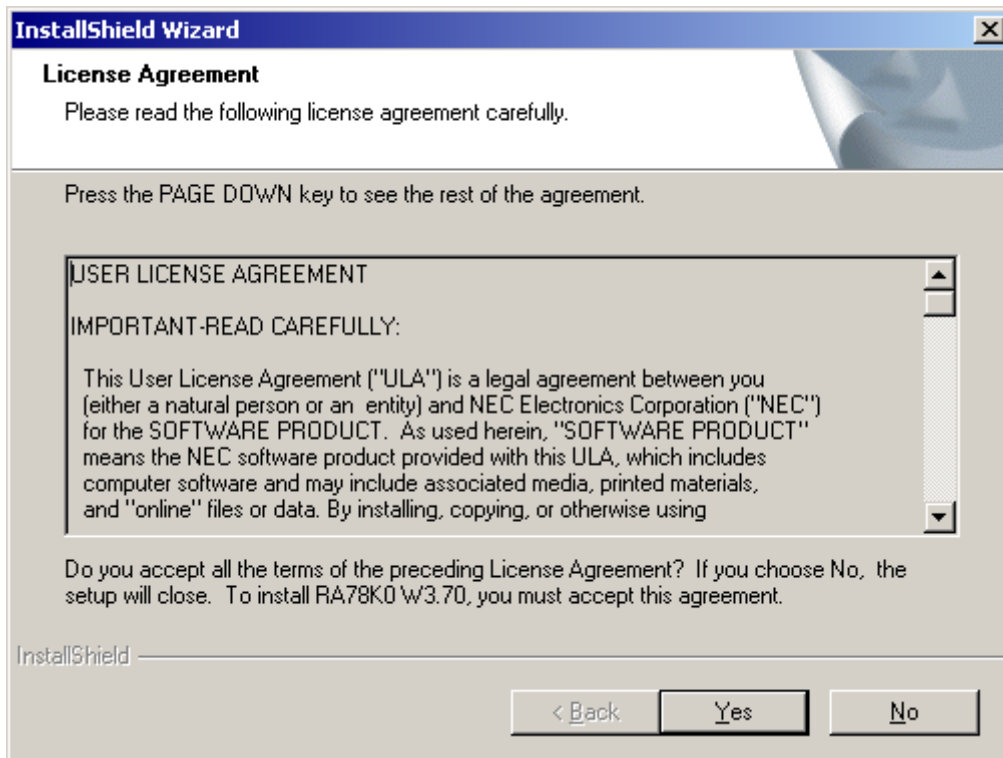 InstallShield Wizard
License Agreement
Please read the following license agreement carefully.
Press the PAGE DOWN key to see the rest of the agreement.
USER LICENSE AGREEMENT
IMPORTANT-READ CAREFULLY:
This User License Agreement ("ULA") is a legal agreement between you
(either a natural person or an  entity) and NEC Electronics Corporation ("NEC")
for the SOFTWARE PRODUCT.  As used herein, "SOFTWARE PRODUCT"
means the NEC software product provided with this ULA, which includes
computer software and may include associated media, printed materials,
and "online" files or data. By installing, copying, or otherwise using
Do you accept all the terms of the preceding License Agreement?  If you choose No,  the
setup will close.  To install RA78K0 W3.70, you must accept this agreement.
InstallShield
< Back
Yes
No